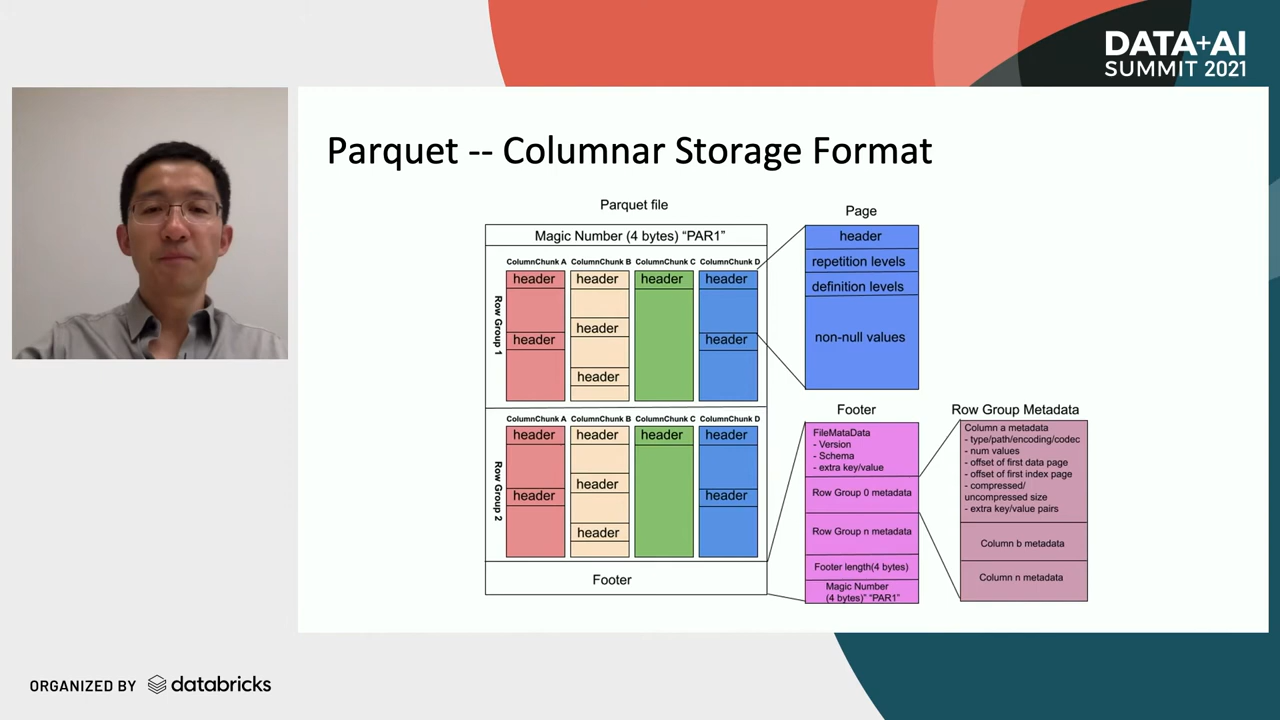 DATA+AI
SUMMIT 2021
Parquet -- Columnar Storage Format
Parquet file
Magic Number (4 bytes) “PAR1”
ColumnChunk A ColumnChunk B ColumnChunk C ColumnChunk D
header header header header
header
header
header
header
Row Group 1
ColumnChunk A ColumnChunk B ColumnChunk C ColumnChunk D
header header header header
header
header
header
header
Row Group 2
Footer
Page
header
repetition levels
definition levels
non-null values
Footer
FileMataData
- Version
- Schema
- extra key/value
Row Group 0 metadata
Row Group n metadata
Footer length(4 bytes)
Magic Number
(4 bytes)” “PAR1”
Row Group Metadata
Column a metadata
- type/path/encoding/codec
- num values
- offset of first data page
- offset of first index page
- compressed/
uncompressed size
- extra key/value pairs
Column b metadata
Column n metadata
ORGANIZED BY databricks